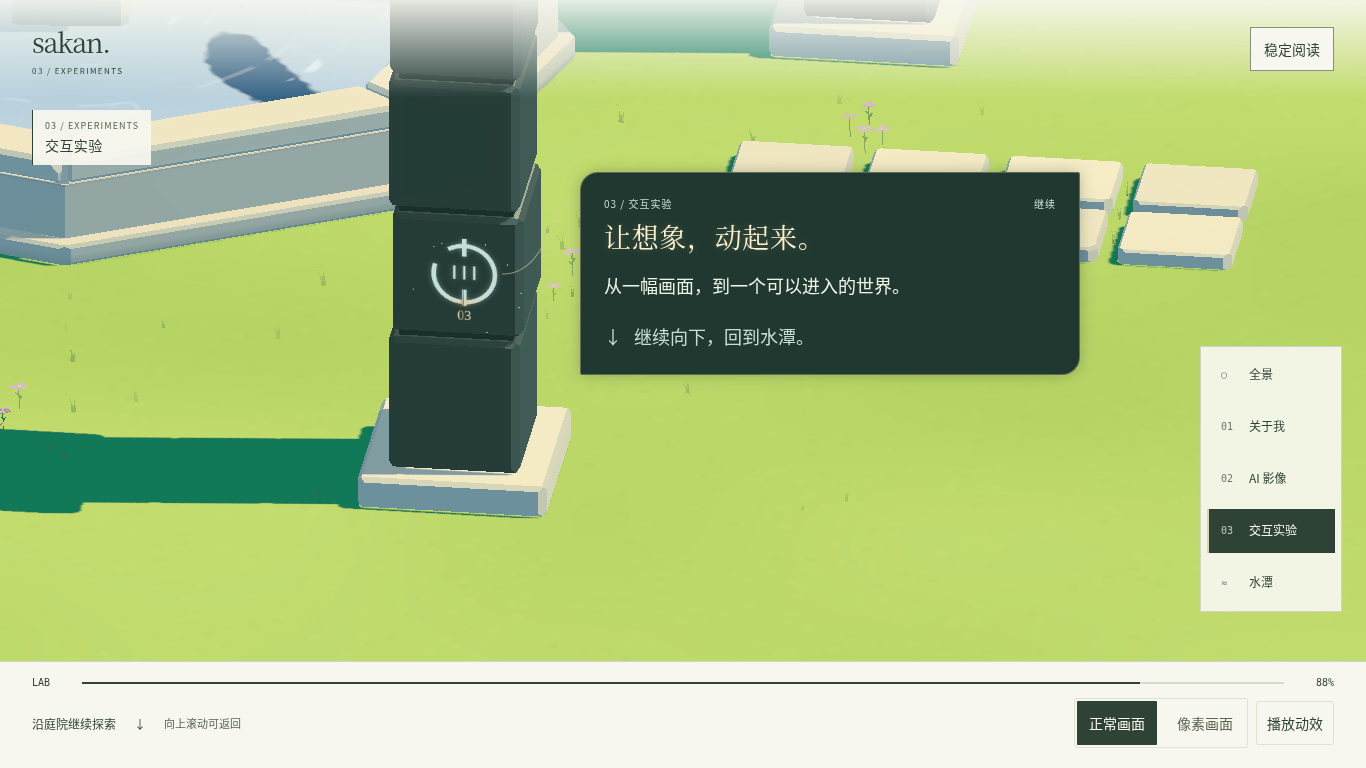 sakan.
03 / EXPERIMENTS
稳定阅读
03 / EXPERIMENTS
交互实验
03 / 交互实验
继续
让想象，动起来。
从一幅画面，到一个可以进入的世界。
↓ 继续向下，回到水潭。
03
○ 全景
01 关于我
02 AI 影像
03 交互实验
≈ 水潭
LAB
88%
沿庭院继续探索 ↓ 向上滚动可返回
正常画面
像素画面
播放动效